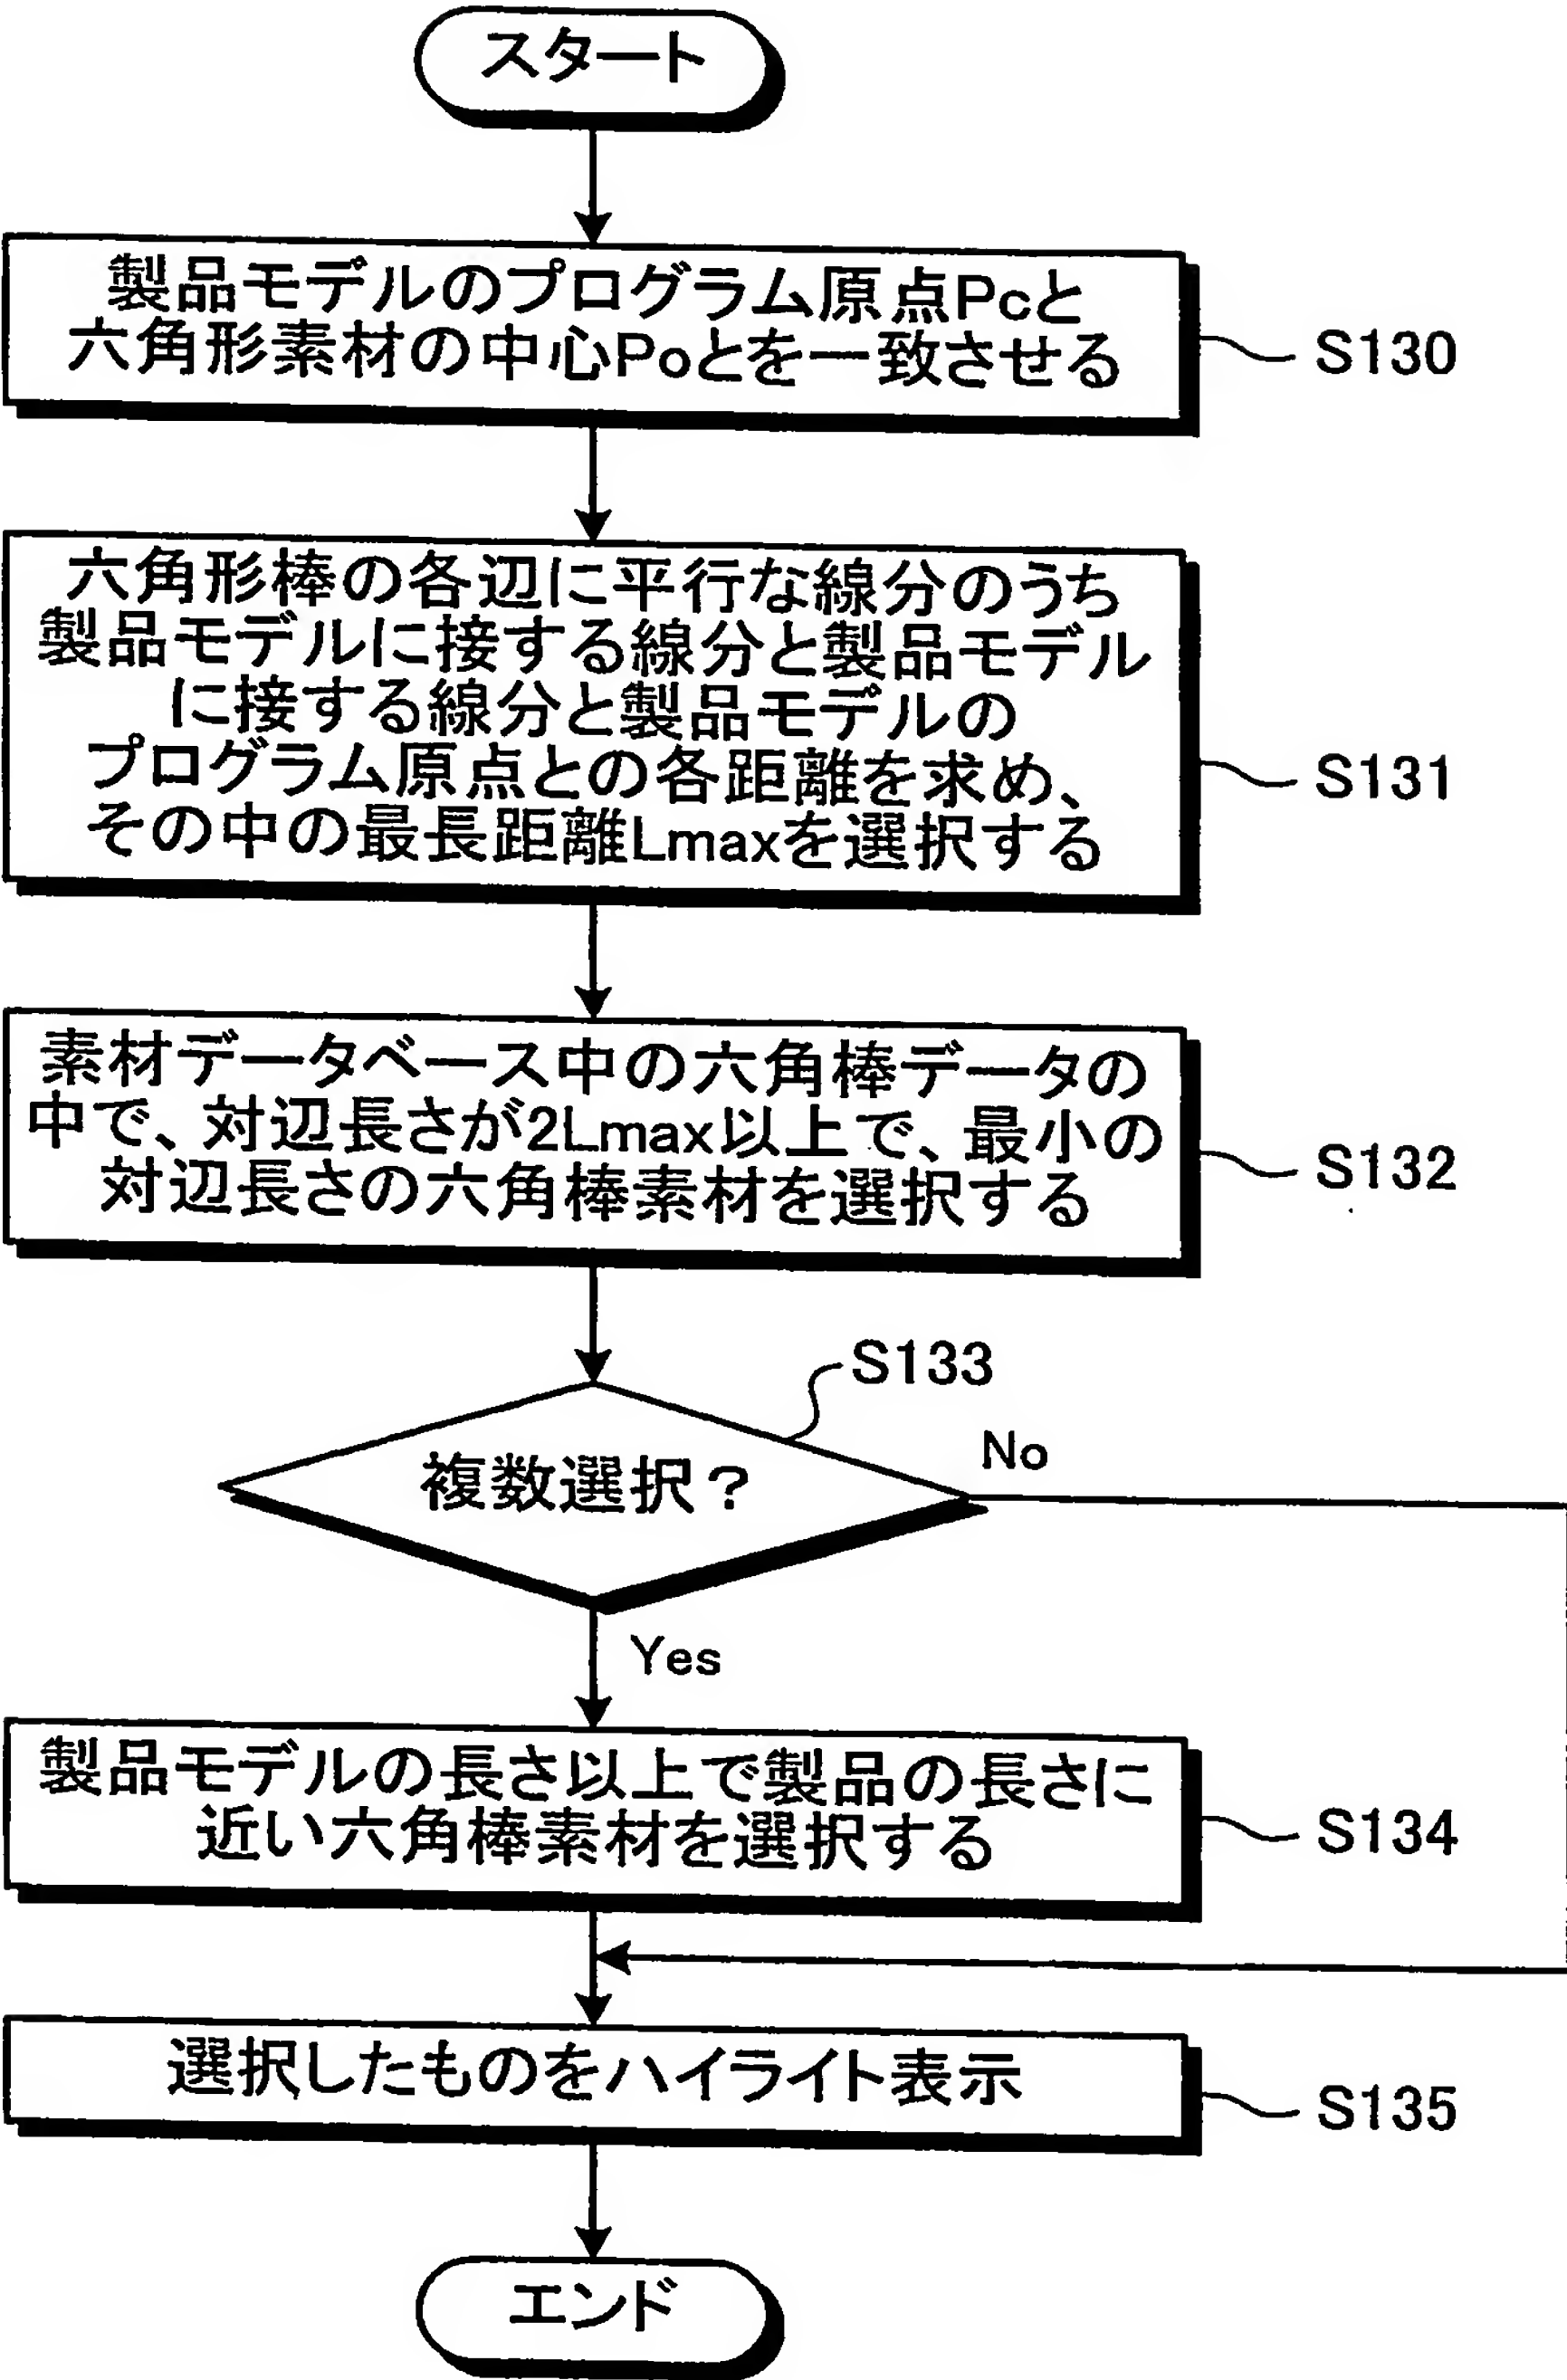 スタート
製品モデルのプログラム原点Pcと
六角形素材の中心Poとを一致させる
S130
六角形棒の各辺に平行な線分のうち
製品モデルに接する線分と製品モデル
に接する線分と製品モデルの
プログラム原点との各距離を求め、
その中の最長距離Lmaxを選択する
S131
素材データベース中の六角棒データの
中で、対辺長さが2Lmax以上で、最小の
対辺長さの六角棒素材を選択する
S132
S133
複数選択?
No
Yes
製品モデルの長さ以上で製品の長さに
近い六角棒素材を選択する
S134
選択したものをハイライト表示
S135
エンド